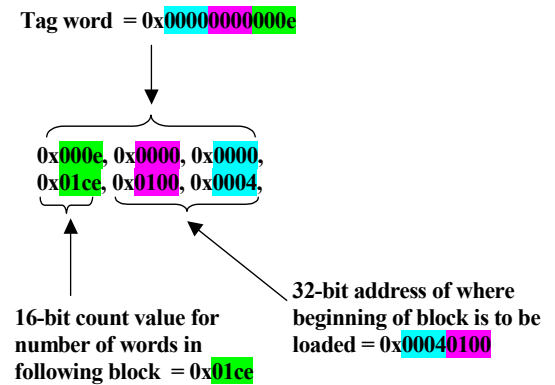 Tag word = 0x00000000000e
0x000e, 0x0000, 0x0000,
0x01ce, 0x0100, 0x0004,
16-bit count value for
number of words in
following block = 0x01ce
32-bit address of where
beginning of block is to be
loaded = 0x00040100